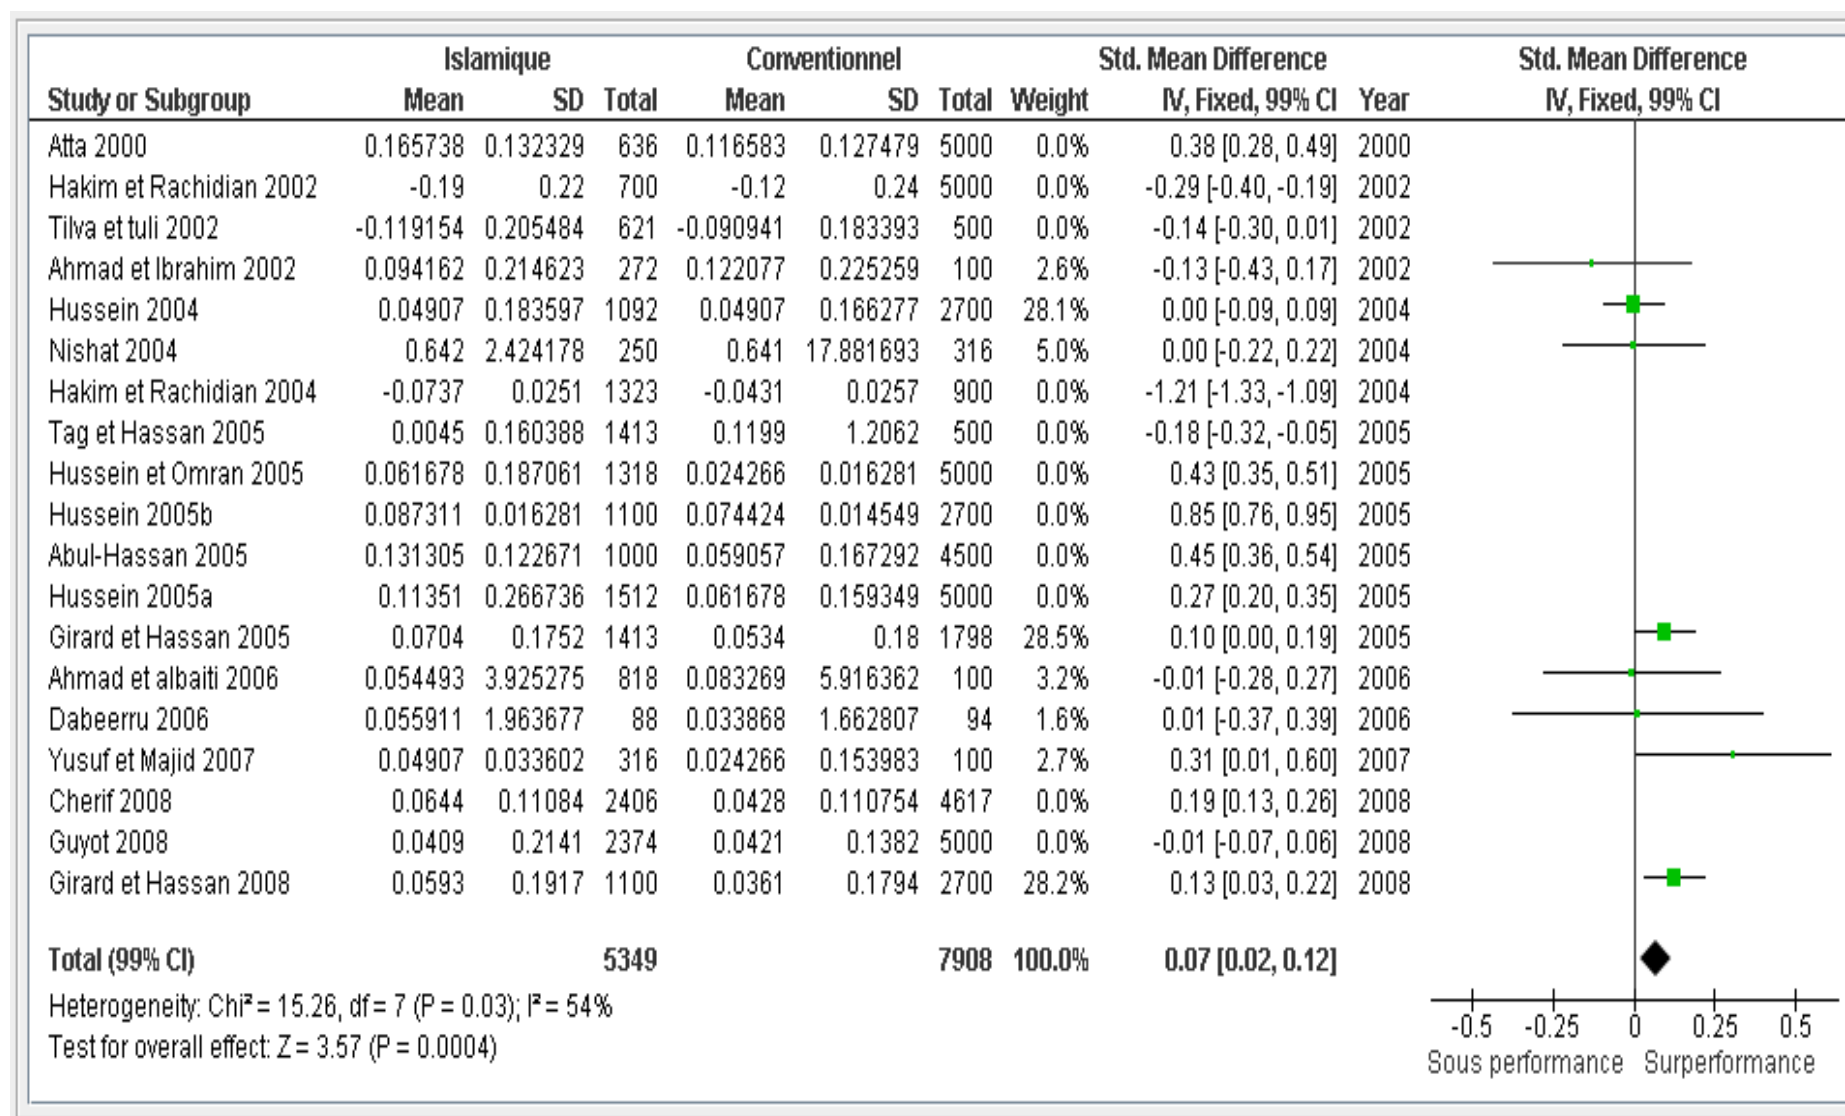 Islamique Conventionnel Std. Mean Difference Std. Mean Difference
Study or Subgroup Mean SD Total Mean SD Total Weight IV, Fixed, 99% CI Year IV, Fixed, 99% CI
Atta 2000 0.165738 0.132329 636 0.116583 0.127479 5000 0.0% 0.38 [0.28, 0.49] 2000
Hakim et Rachidian 2002 -0.19 0.22 700 -0.12 0.24 5000 0.0% -0.29 [-0.40, -0.19] 2002
Tilva et tuli 2002 -0.119154 0.205484 621 -0.090941 0.183393 500 0.0% -0.14 [-0.30, 0.01] 2002
Ahmad et Ibrahim 2002 0.094162 0.214623 272 0.122077 0.225259 100 2.6% -0.13 [-0.43, 0.17] 2002
Hussein 2004 0.04907 0.183597 1092 0.04907 0.166277 2700 28.1% 0.00 [-0.09, 0.09] 2004
Nishat 2004 0.642 2.424178 250 0.641 17.881693 316 5.0% 0.00 [-0.22, 0.22] 2004
Hakim et Rachidian 2004 -0.0737 0.0251 1323 -0.0431 0.0257 900 0.0% -1.21 [-1.33, -1.09] 2004
Tag et Hassan 2005 0.0045 0.160388 1413 0.1199 1.2062 500 0.0% -0.18 [-0.32, -0.05] 2005
Hussein et Omran 2005 0.061678 0.187061 1318 0.024266 0.016281 5000 0.0% 0.43 [0.35, 0.51] 2005
Hussein 2005b 0.087311 0.016281 1100 0.074424 0.014549 2700 0.0% 0.85 [0.76, 0.95] 2005
Abul-Hassan 2005 0.131305 0.122671 1000 0.059057 0.167292 4500 0.0% 0.45 [0.36, 0.54] 2005
Hussein 2005a 0.11351 0.266736 1512 0.061678 0.159349 5000 0.0% 0.27 [0.20, 0.35] 2005
Girard et Hassan 2005 0.0704 0.1752 1413 0.0534 0.18 1798 28.5% 0.10 [0.00, 0.19] 2005
Ahmad et albaiti 2006 0.054493 3.925275 818 0.083269 5.916362 100 3.2% -0.01 [-0.28, 0.27] 2006
Dabeerru 2006 0.055911 1.963677 88 0.033868 1.662807 94 1.6% 0.01 [-0.37, 0.39] 2006
Yusuf et Majid 2007 0.04907 0.033602 316 0.024266 0.153983 100 2.7% 0.31 [0.01, 0.60] 2007
Cherif 2008 0.0644 0.11084 2406 0.0428 0.110754 4617 0.0% 0.19 [0.13, 0.26] 2008
Guyot 2008 0.0409 0.2141 2374 0.0421 0.1382 5000 0.0% -0.01 [-0.07, 0.06] 2008
Girard et Hassan 2008 0.0593 0.1917 1100 0.0361 0.1794 2700 28.2% 0.13 [0.03, 0.22] 2008
Total (99% CI) 5349 7908 100.0% 0.07 [0.02, 0.12]
Heterogeneity: Chi² = 15.26, df = 7 (P = 0.03); I² = 54%
Test for overall effect: Z = 3.57 (P = 0.0004)
-0.5 -0.25 0 0.25 0.5
Sous performance Surperformance